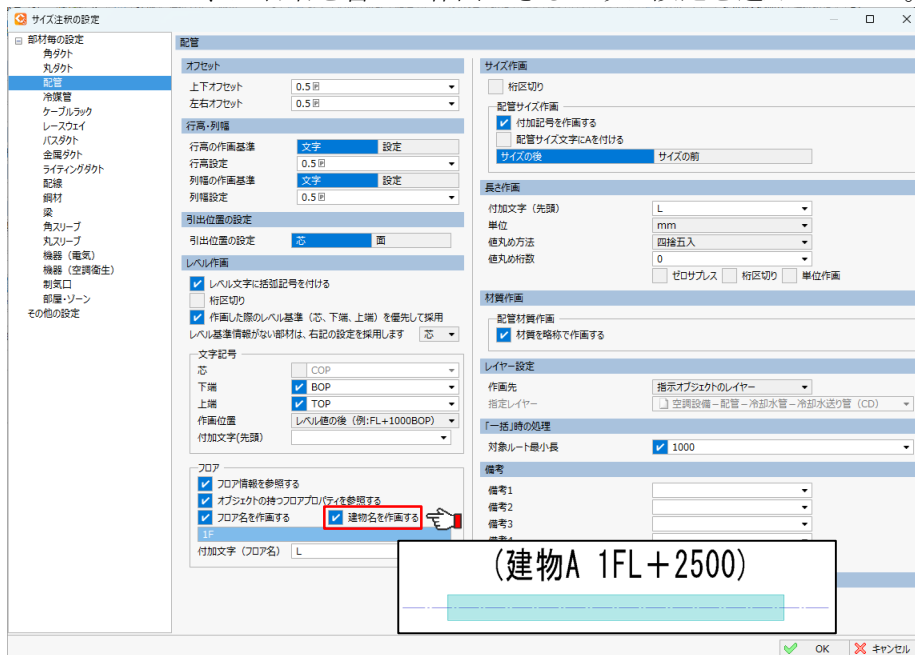 サイズ注釈の設定
部材毎の設定
角ダクト
丸ダクト
配管
冷媒管
ケーブルラック
レースウェイ
バスダクト
金属ダクト
ライティングダクト
配線
鋼材
梁
角スリーブ
丸スリーブ
機器（電気）
機器（空調衛生）
制気口
部屋・ゾーン
その他の設定
配管
オフセット
上下オフセット 0.5
左右オフセット 0.5
行高・列幅
行高の作画基準 文字 設定
行高設定 0.5
列幅の作画基準 文字 設定
列幅設定 0.5
引出位置の設定
引出位置の設定 芯 面
レベル作画
レベル文字に括弧記号を付ける
桁区切り
作画した際のレベル基準（芯、下端、上端）を優先して採用
レベル基準情報がない部材は、右記の設定を採用します 芯
文字記号
芯 COP
下端 BOP
上端 TOP
作画位置 レベル値の後（例:FL+1000BOP）
付加文字(先頭)
フロア
フロア情報を参照する
オブジェクトの持つフロアプロパティを参照する
フロア名を作画する 建物名を作画する
1F
付加文字（フロア名） L
サイズ作画
桁区切り
配管サイズ作画
付加記号を作画する
配管サイズ文字にAを付ける
サイズの後 サイズの前
長さ作画
付加文字（先頭） L
単位 mm
値丸め方法 四捨五入
値丸め桁数 0
ゼロサプレス 桁区切り 単位作画
材質作画
配管材質作画
材質を略称で作画する
レイヤー設定
作画先 指示オブジェクトのレイヤー
指定レイヤー 空調設備－配管－冷却水管－冷却水送り管（CD）
「一括」時の処理
対象ルート最小長 1000
備考
備考1
備考2
備考3
(建物A 1FL＋2500)
OK キャンセル